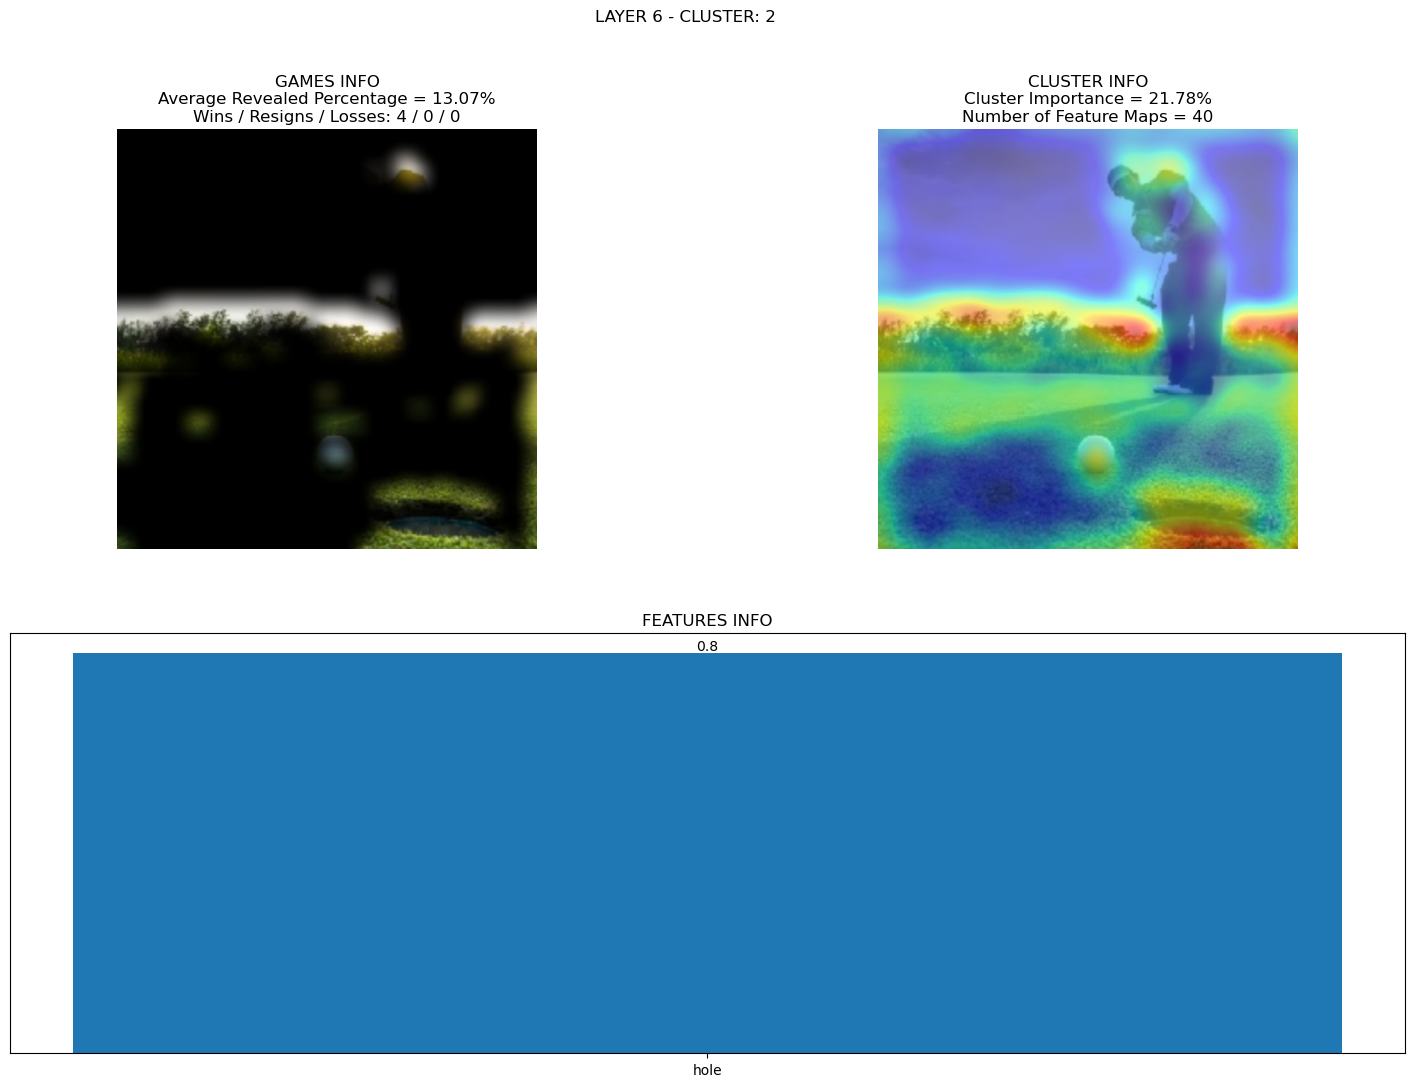 LAYER 6 - CLUSTER: 2
GAMES INFO
Average Revealed Percentage = 13.07%
Wins / Resigns / Losses: 4 / 0 / 0
CLUSTER INFO
Cluster Importance = 21.78%
Number of Feature Maps = 40
FEATURES INFO
0.8
hole